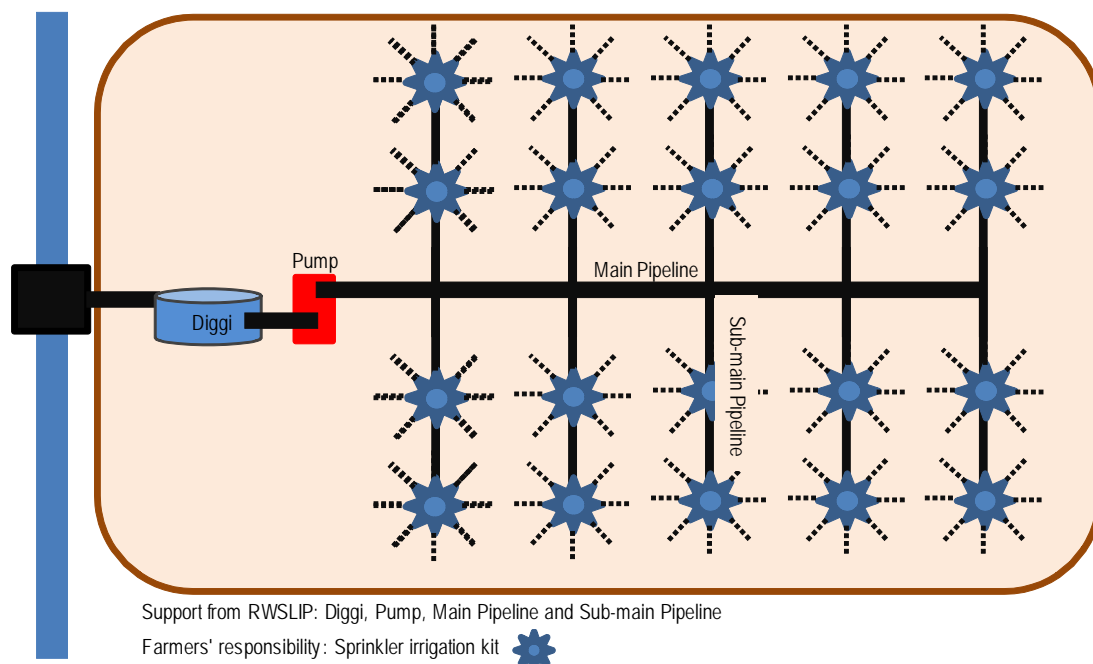 Pump
Main Pipeline
Diggi
Sub-main Pipeline
Support from RWSLIP: Diggi, Pump, Main Pipeline and Sub-main Pipeline
Farmers' responsibility: Sprinkler irrigation kit